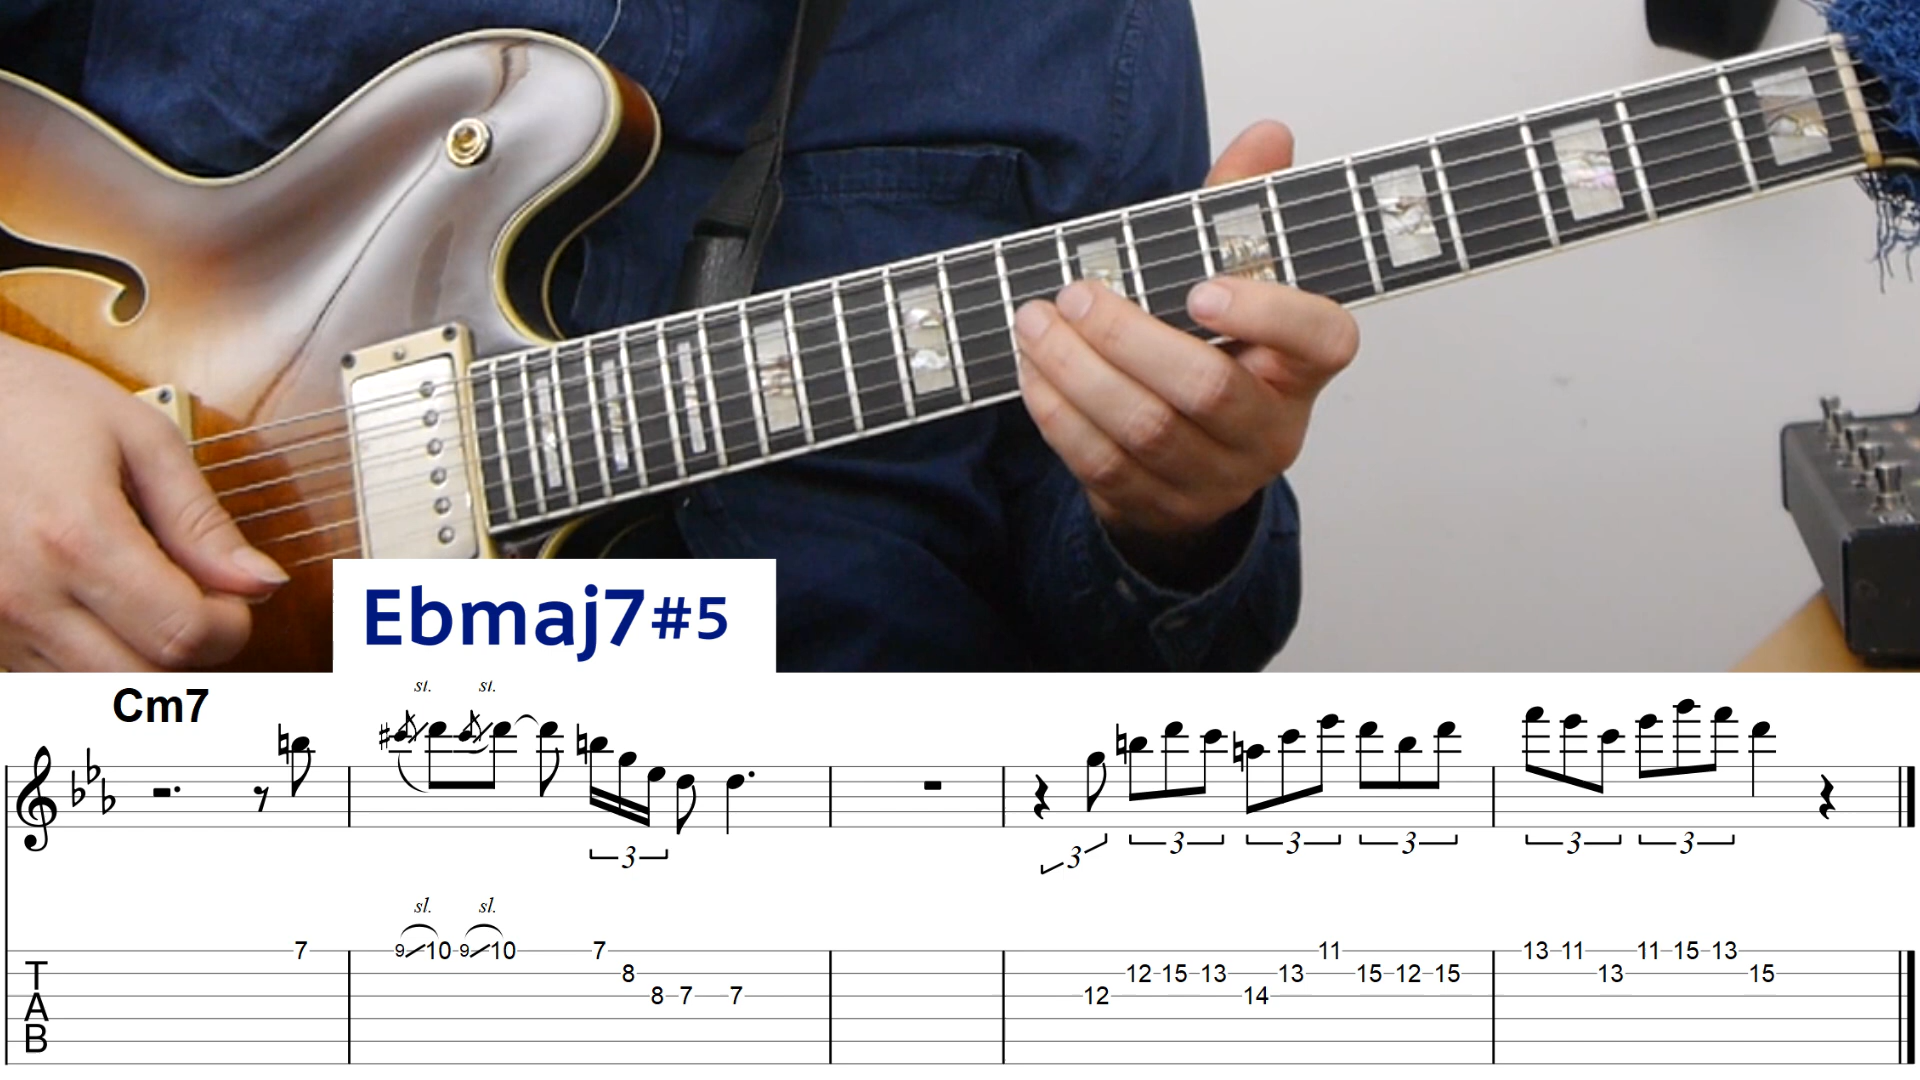 Ebmaj7#5
Cm7
sl. sl.
3 3 3 3 3 3 3
sl. sl.
7 9 10 9 10 7 11 13 11 11 15 13
T 8 12 15 13 13 15 12 15 13 15
A 8 7 7 12 14
B